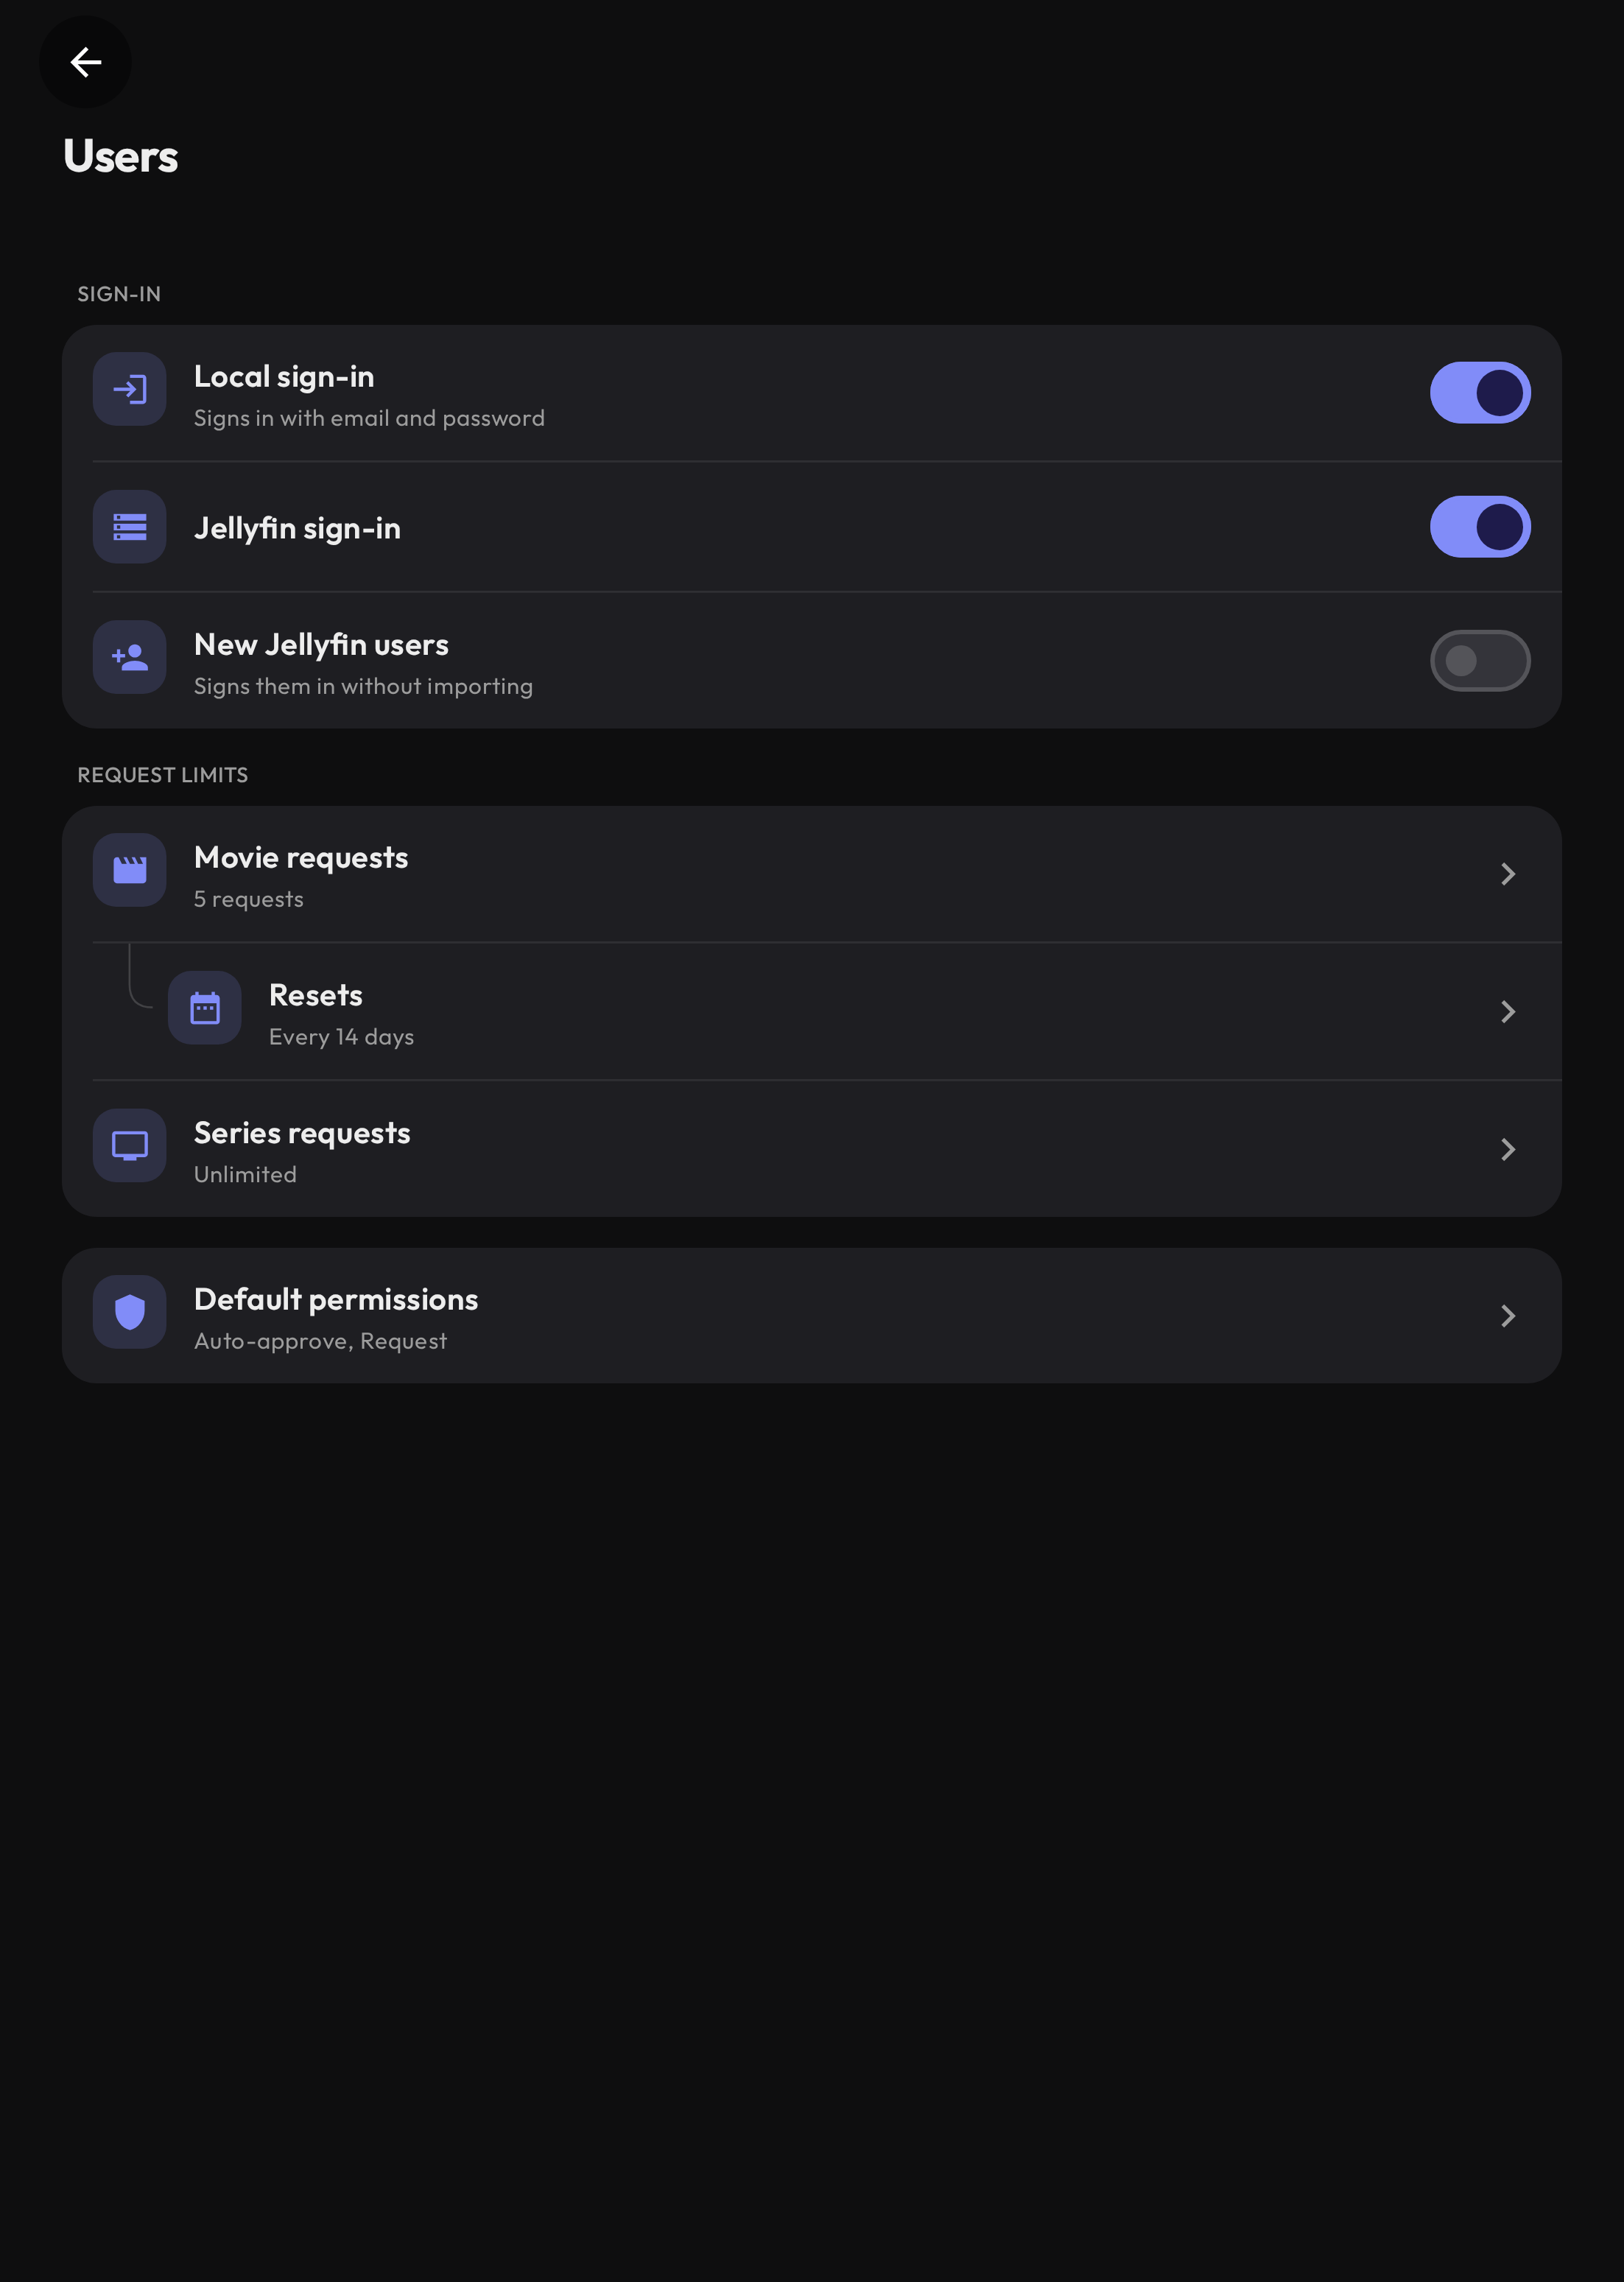 Users
SIGN-IN
Local sign-in
Signs in with email and password
Jellyfin sign-in
New Jellyfin users
Signs them in without importing
REQUEST LIMITS
Movie requests
5 requests
Resets
Every 14 days
Series requests
Unlimited
Default permissions
Auto-approve, Request